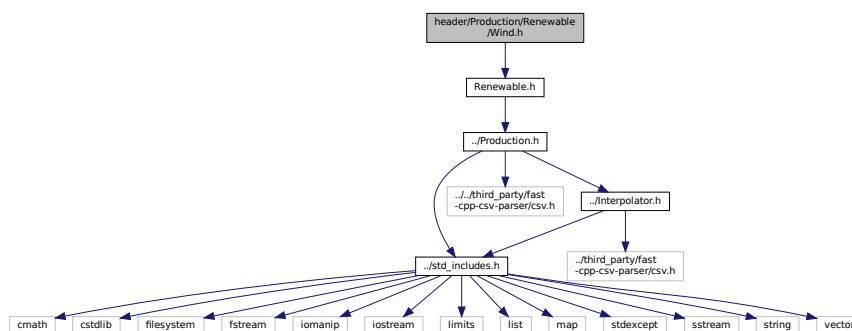 header/Production/Renewable
/Wind.h
Renewable.h
../Production.h
../../third_party/fast
-cpp-csv-parser/csv.h
../Interpolator.h
../std_includes.h
../third_party/fast
-cpp-csv-parser/csv.h
cmath
cstdlib
filesystem
fstream
iomanip
iostream
limits
list
map
stdexcept
sstream
string
vector